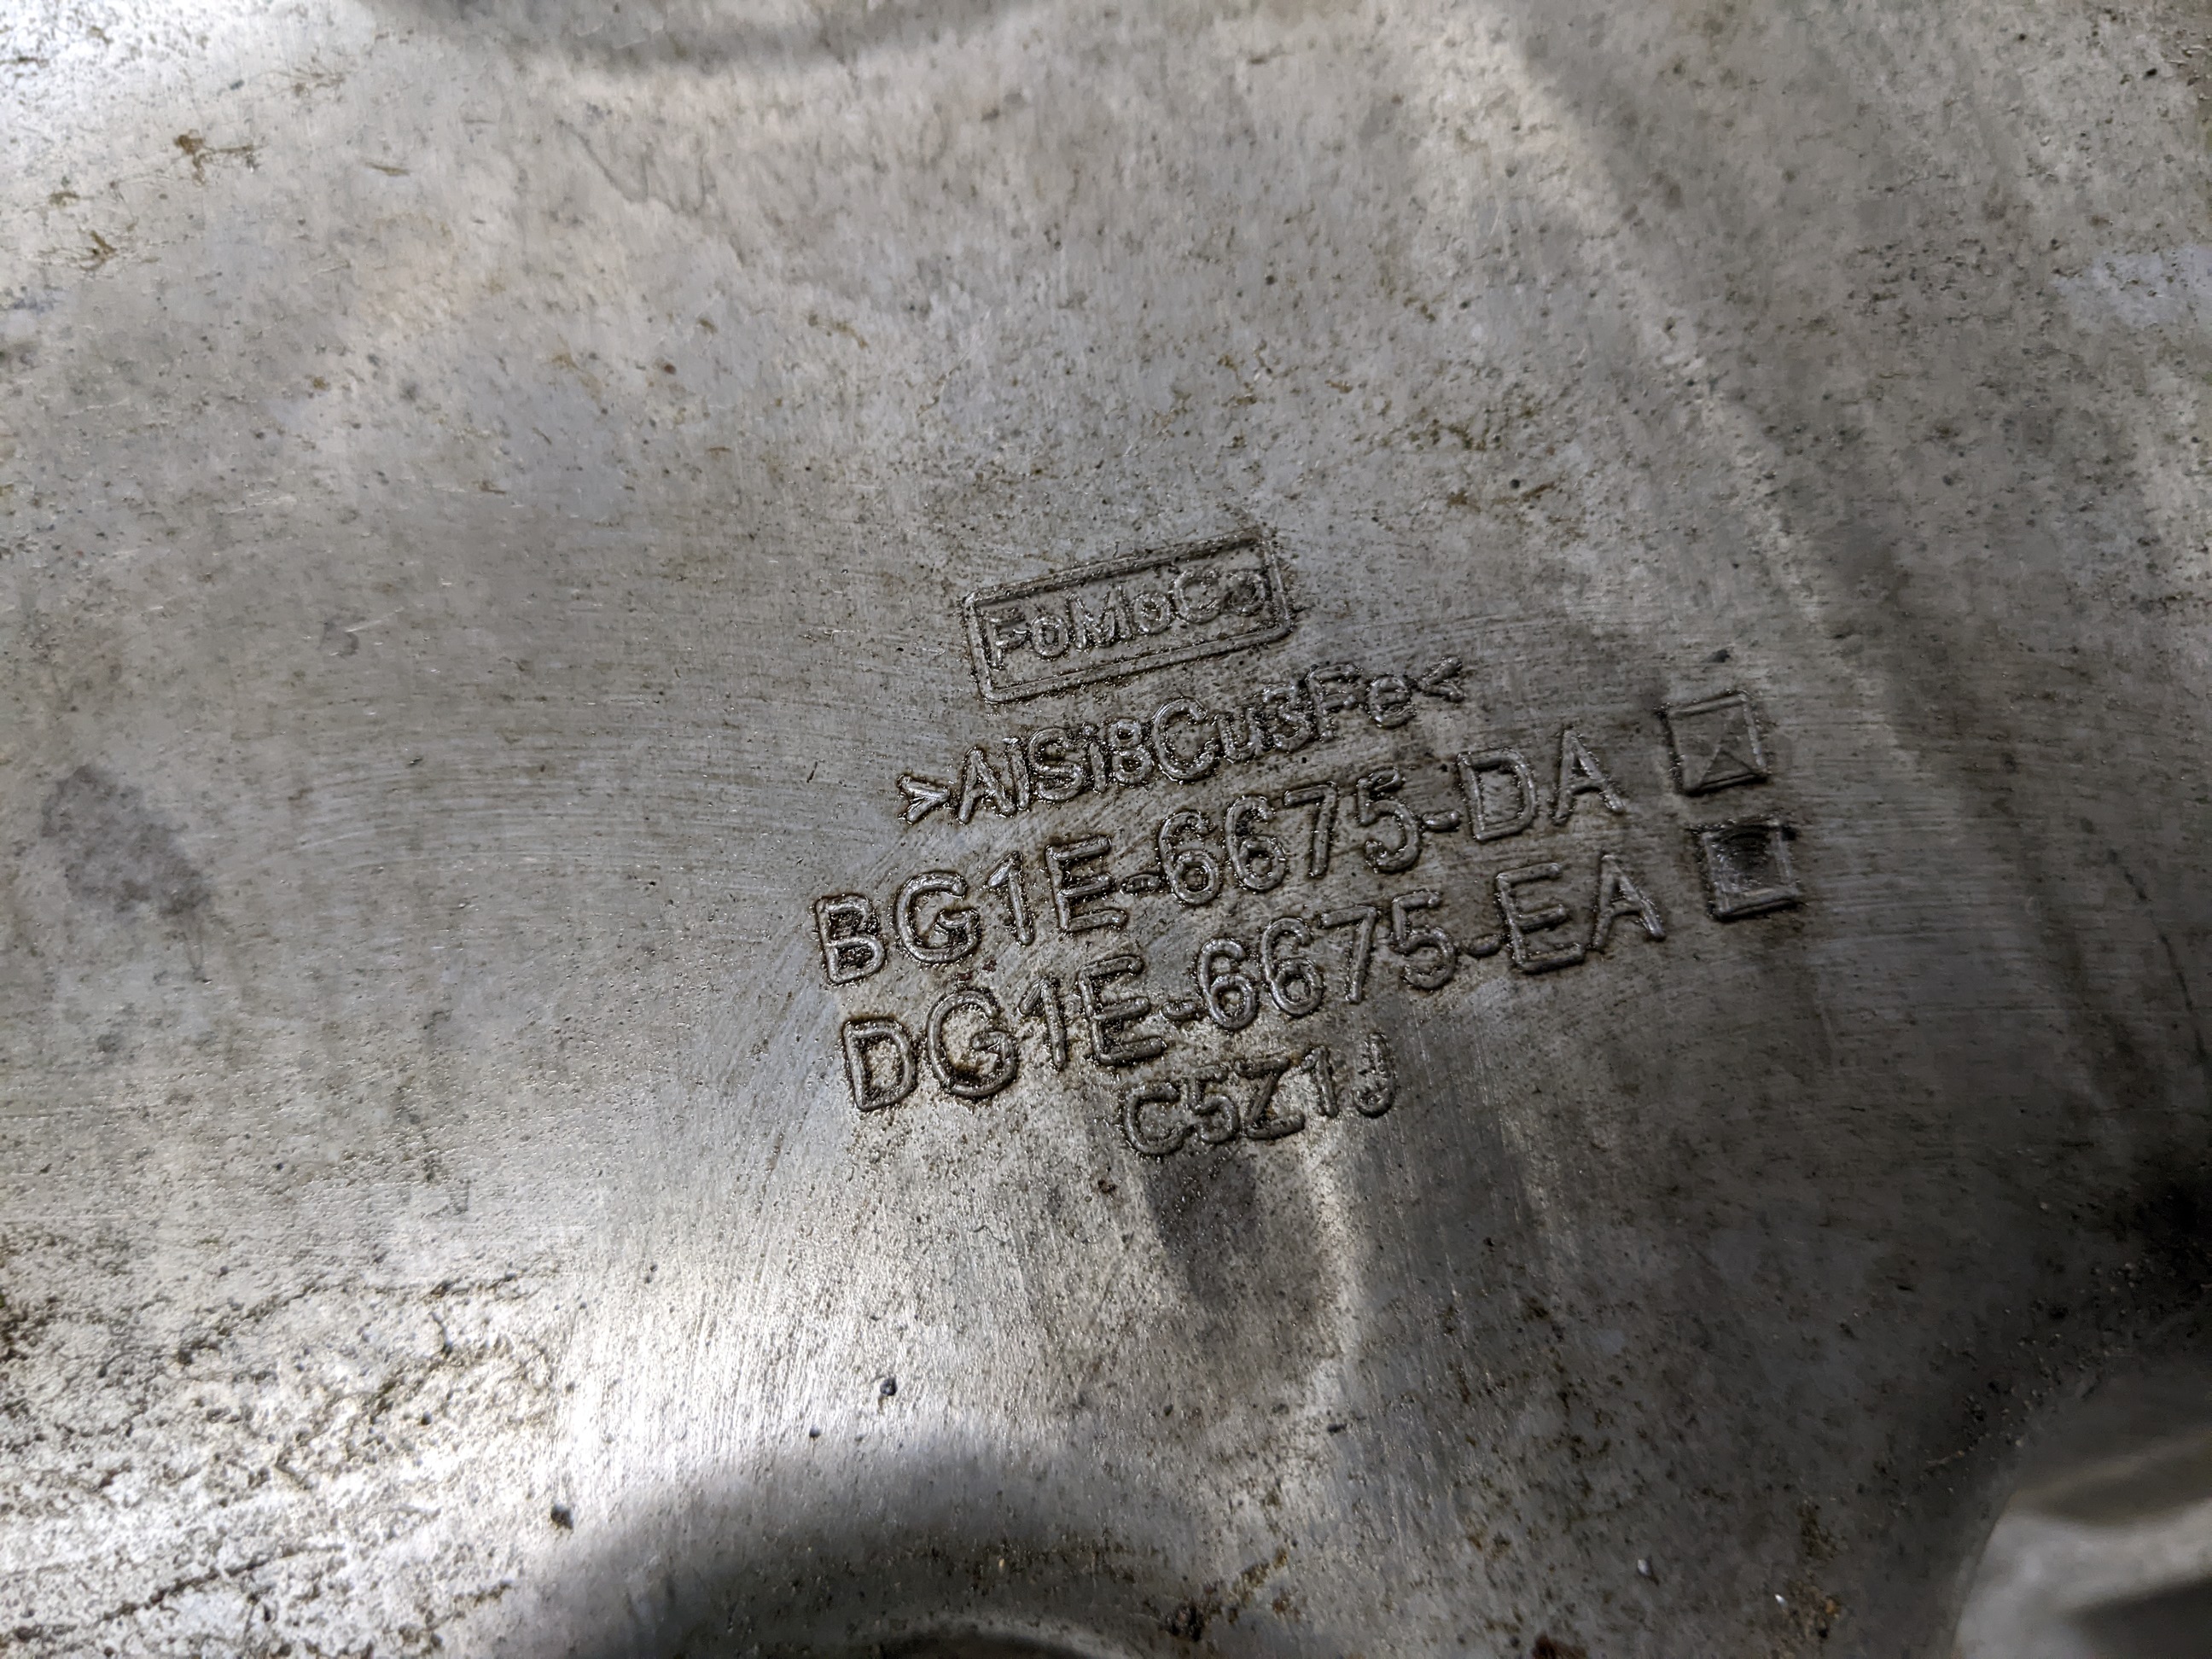 FoMoCo
>AlSi8Cu3Fe<
BG1E-6675-DA
DG1E-6675-EA
C5Z1J